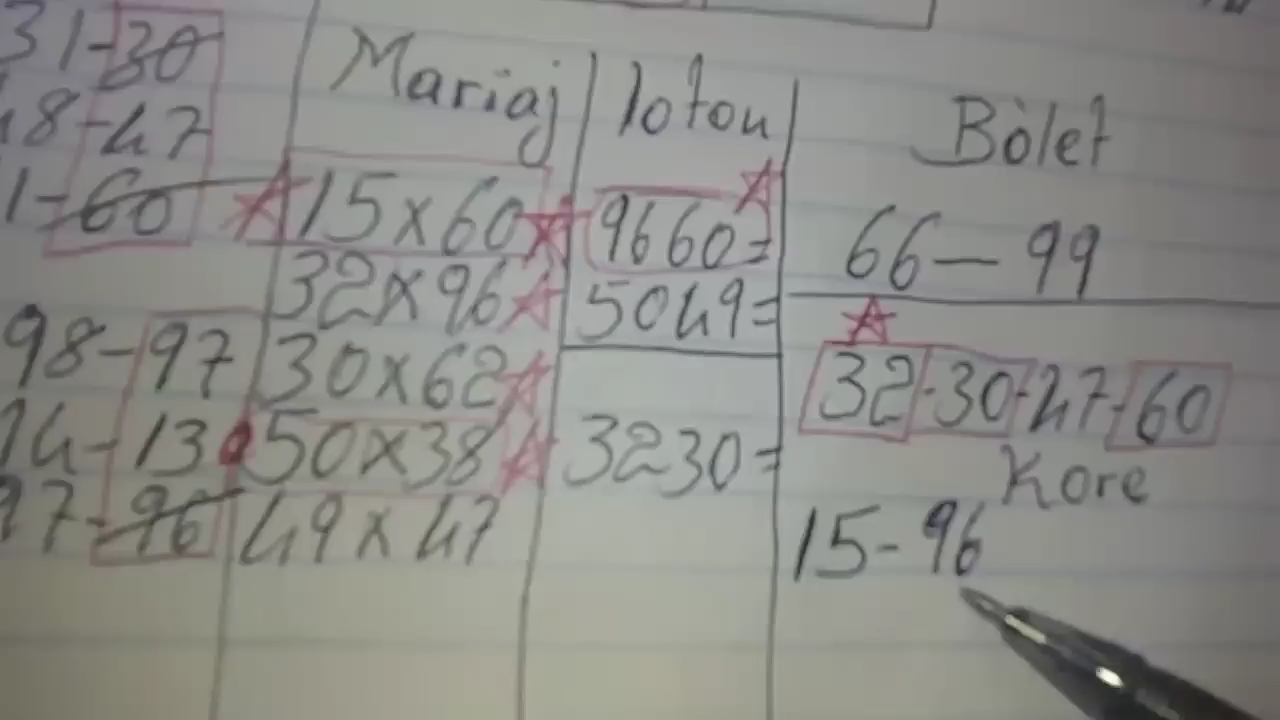 31-30
Mariaj
lotou
Bòlet
18-47
1-60
15x60
9660=
66-99
32x96
5049=
98-97
30x62
32-30-47-60
14-13
50x38
3230=
Kore
97-96
49x47
15-96